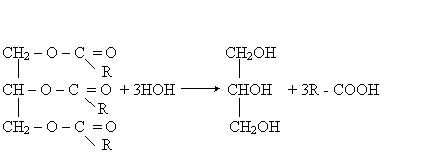 CH2 – O – C = O CH2OH
R
CH – O – C = O + 3HOH CHOH + 3R - COOH
R
CH2 – O – C = O CH2OH
R